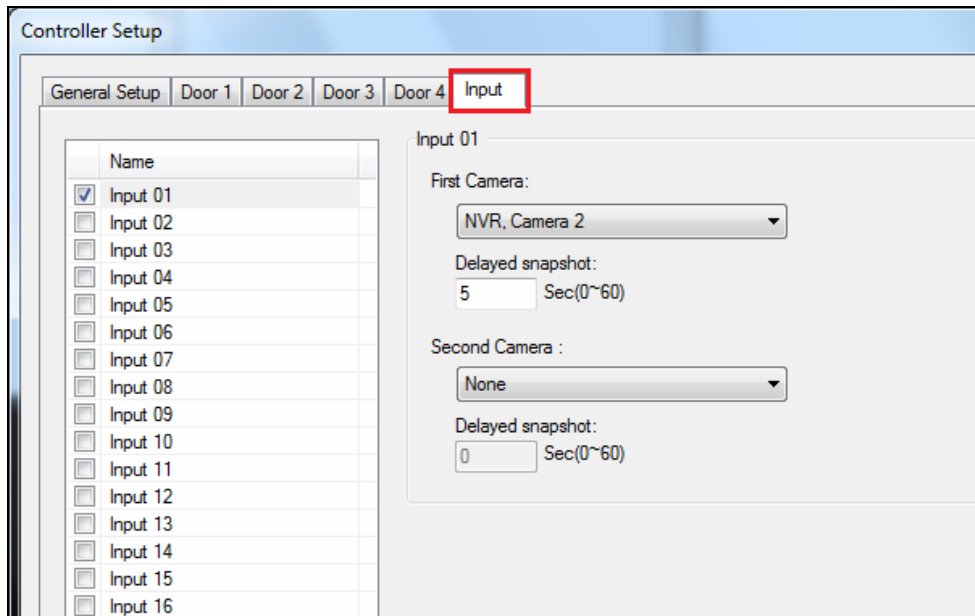 Controller Setup
General Setup Door 1 Door 2 Door 3 Door 4 Input
Name
Input 01
Input 02
Input 03
Input 04
Input 05
Input 06
Input 07
Input 08
Input 09
Input 10
Input 11
Input 12
Input 13
Input 14
Input 15
Input 16
Input 01
First Camera:
NVR, Camera 2
Delayed snapshot:
5 Sec(0~60)
Second Camera :
None
Delayed snapshot:
0 Sec(0~60)